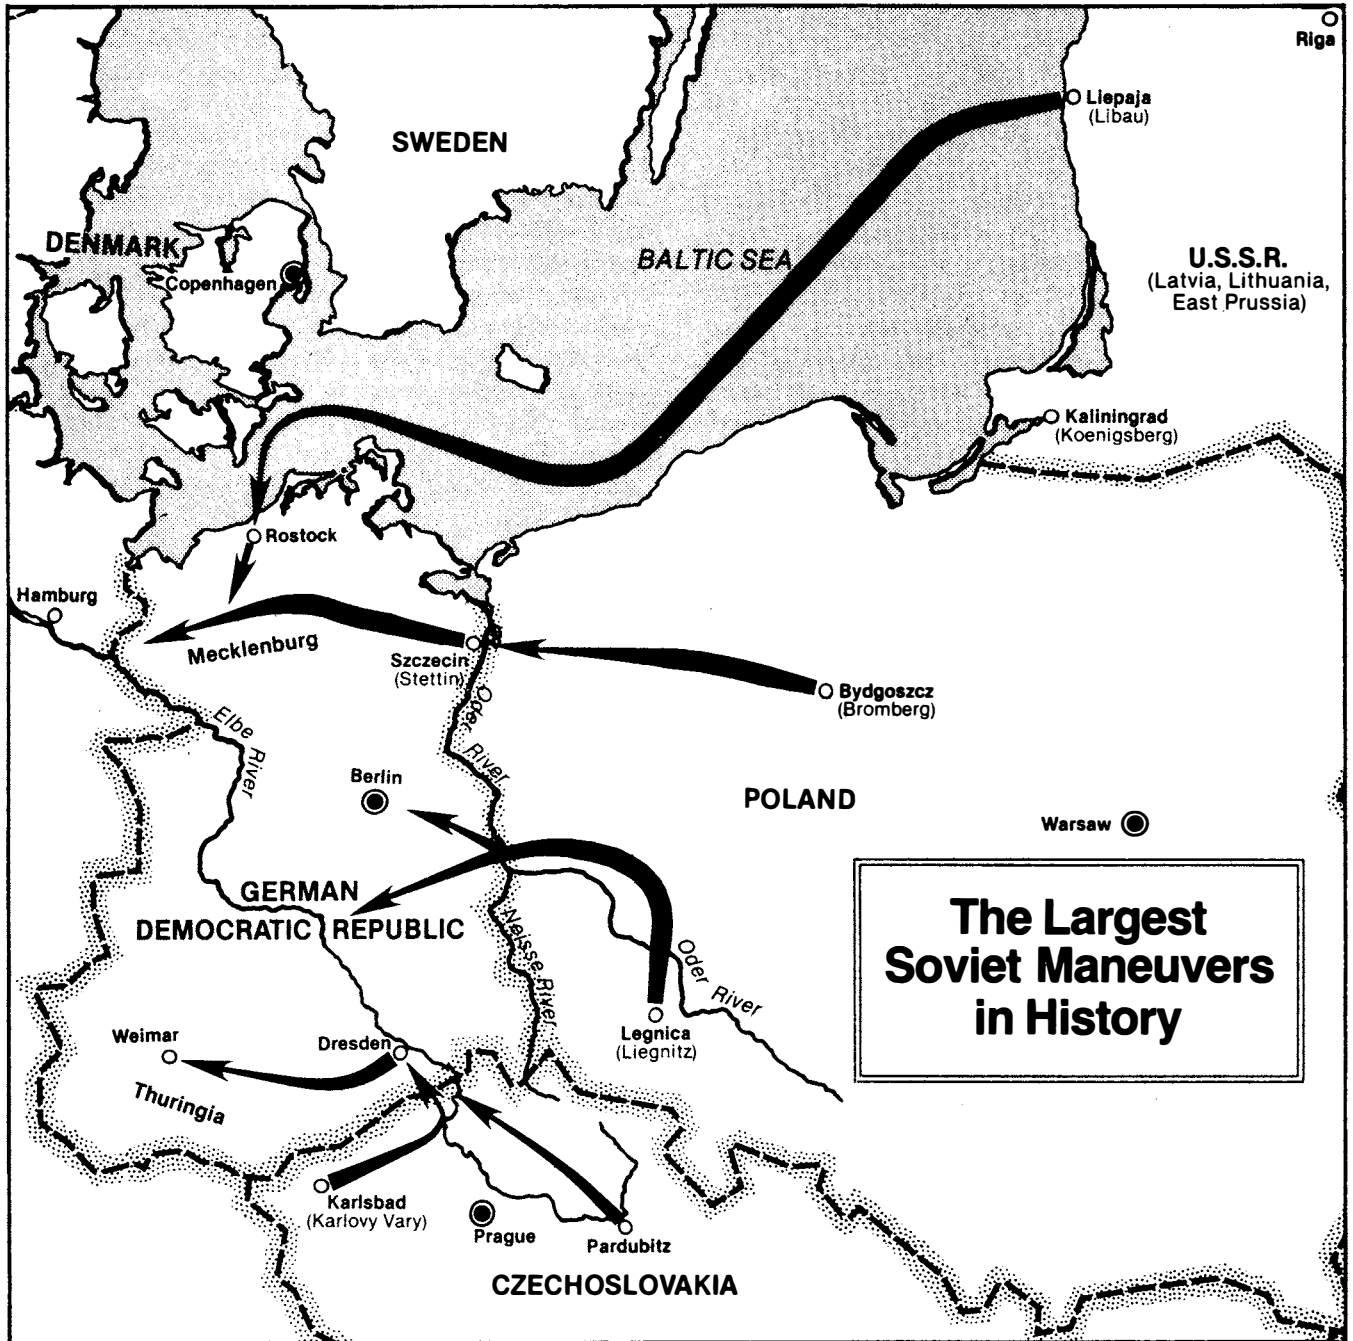 Riga
Liepaja
(Libau)
SWEDEN
DENMARK
Copenhagen
BALTIC SEA
U.S.S.R.
(Latvia, Lithuania,
East Prussia)
Kaliningrad
(Koenigsberg)
Rostock
Hamburg
Mecklenburg
Szczecin
(Stettin)
Oder
River
Bydgoszcz
(Bromberg)
Elbe
River
Berlin
POLAND
Warsaw
GERMAN
DEMOCRATIC REPUBLIC
The Largest
Soviet Maneuvers
in History
Neisse River
Oder River
Legnica
(Liegnitz)
Weimar
Dresden
Thuringia
Karlsbad
(Karlovy Vary)
Prague
Pardubitz
CZECHOSLOVAKIA